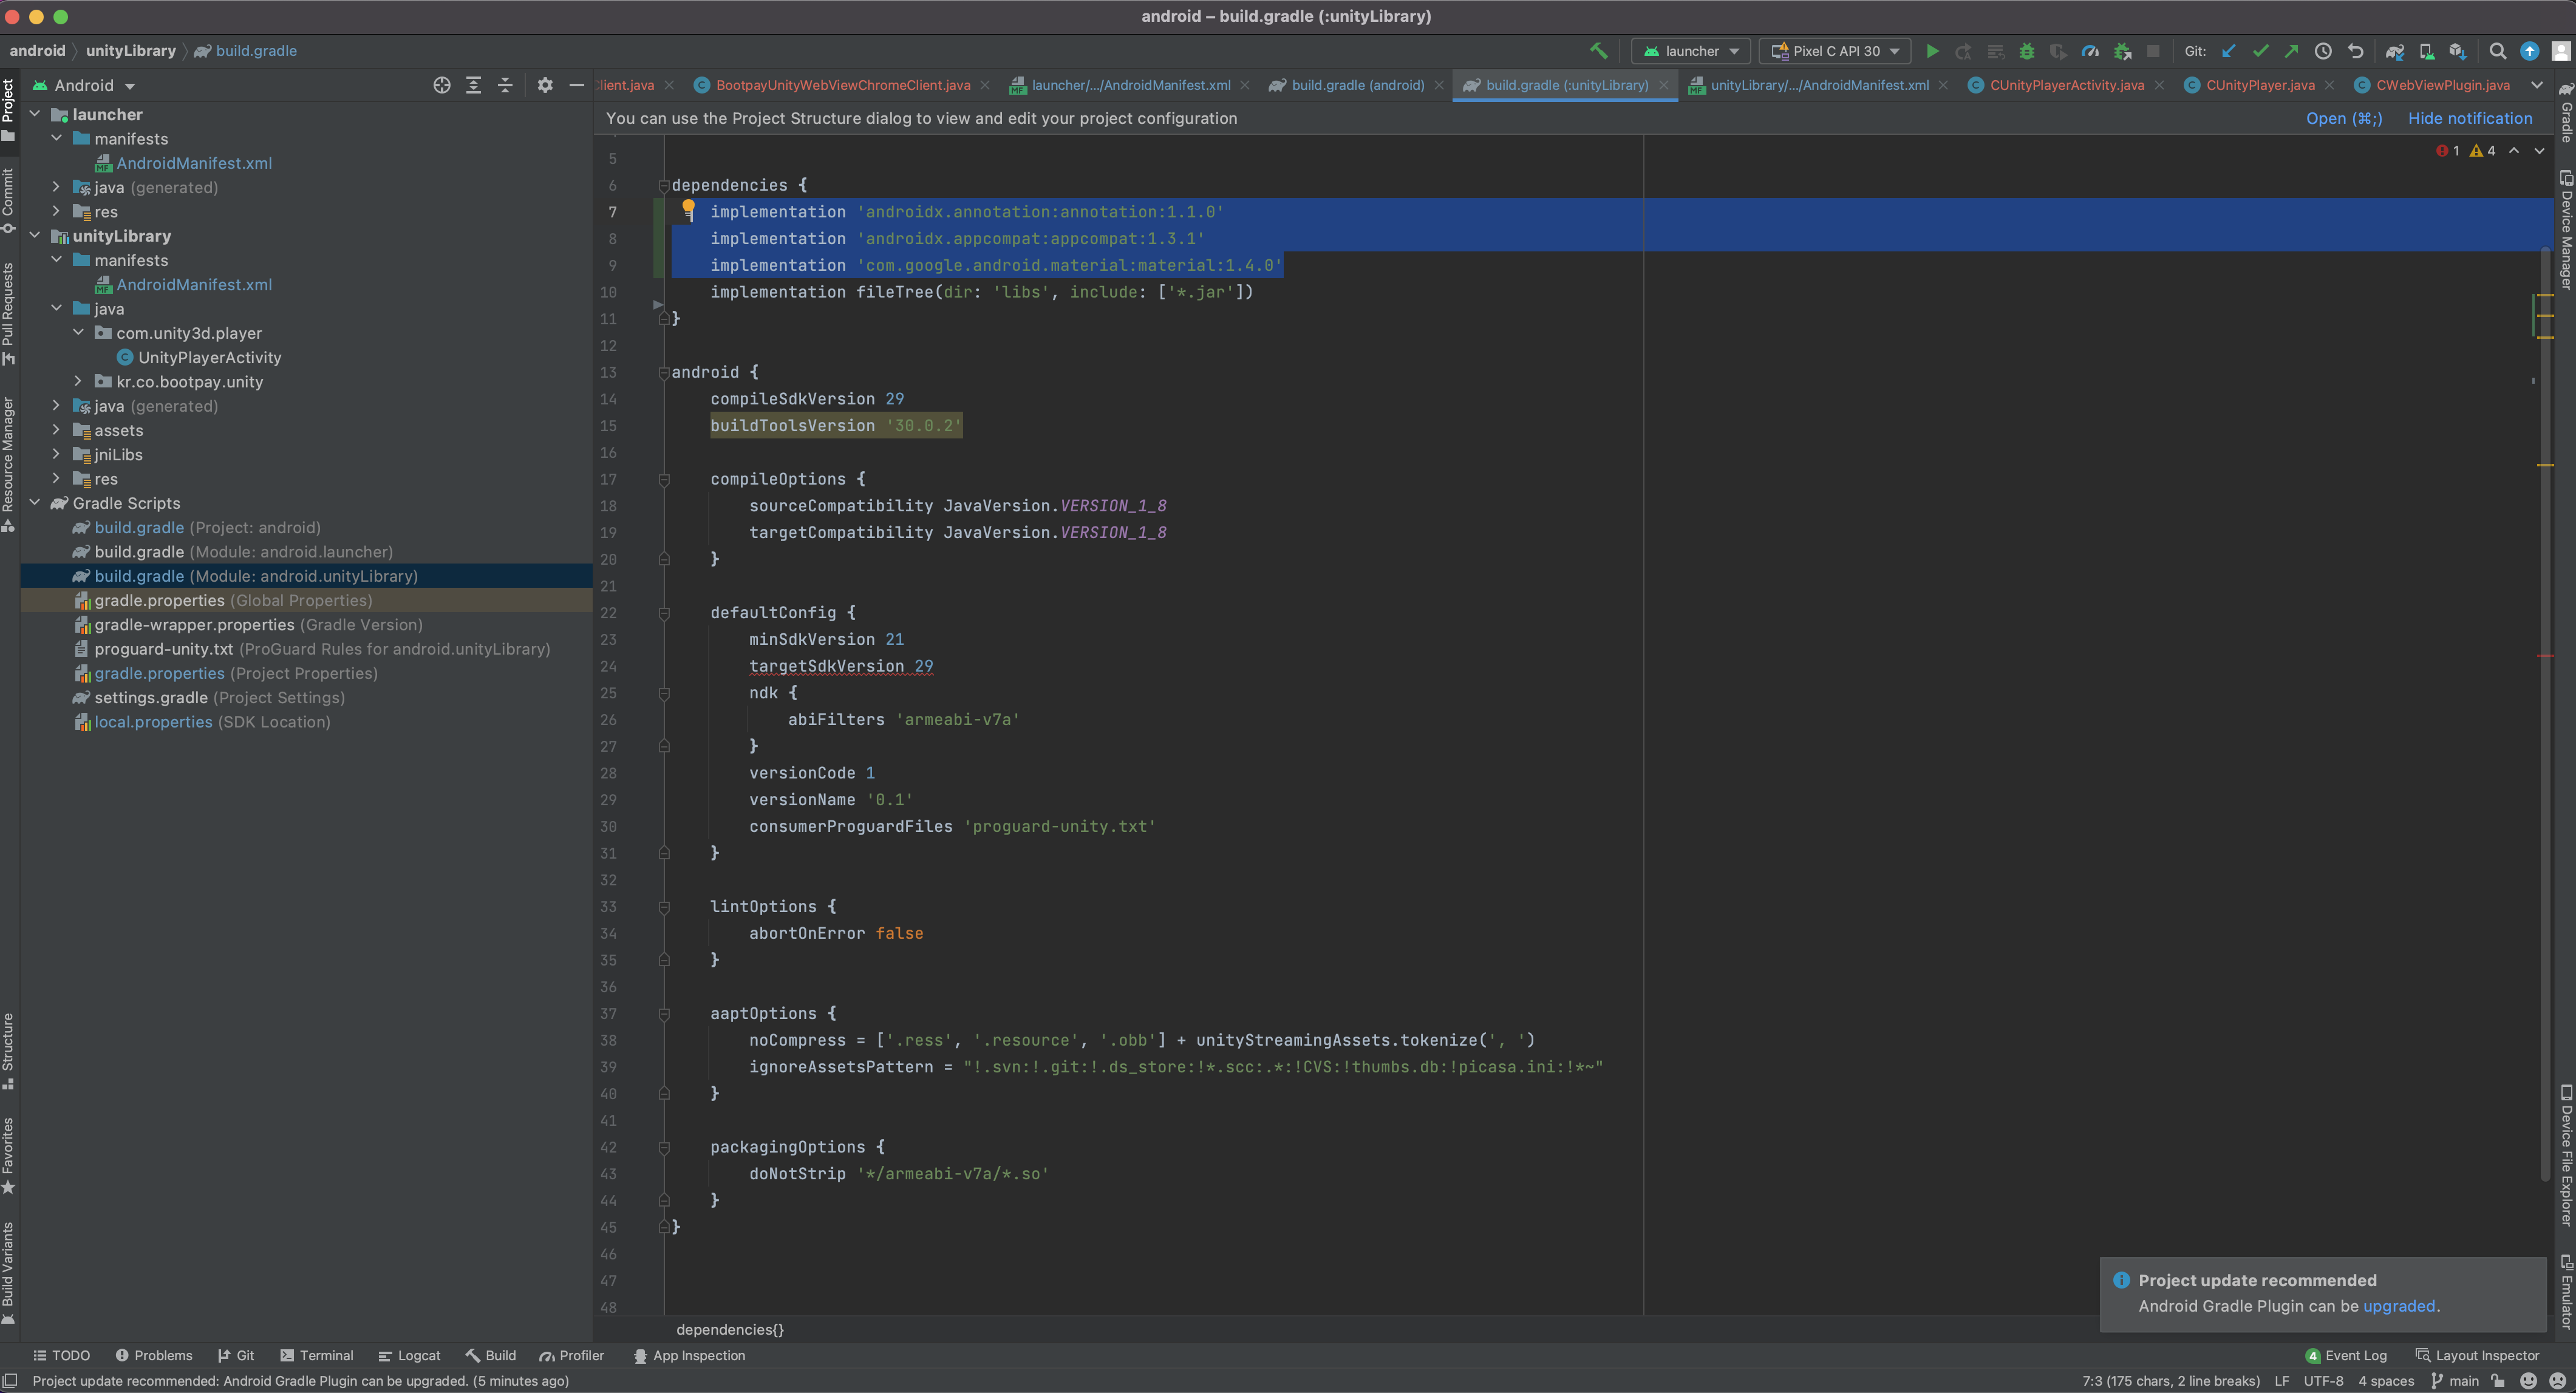 android – build.gradle (:unityLibrary)
android unityLibrary build.gradle
launcher Pixel C API 30 Git:
Project
Commit
Pull Requests
Resource Manager
Structure
Favorites
Build Variants
Android
launcher
manifests
AndroidManifest.xml
java (generated)
res
unityLibrary
manifests
AndroidManifest.xml
java
com.unity3d.player
UnityPlayerActivity
kr.co.bootpay.unity
java (generated)
assets
jniLibs
res
Gradle Scripts
build.gradle (Project: android)
build.gradle (Module: android.launcher)
build.gradle (Module: android.unityLibrary)
gradle.properties (Global Properties)
gradle-wrapper.properties (Gradle Version)
proguard-unity.txt (ProGuard Rules for android.unityLibrary)
gradle.properties (Project Properties)
settings.gradle (Project Settings)
local.properties (SDK Location)
lient.java BootpayUnityWebViewChromeClient.java launcher/.../AndroidManifest.xml build.gradle (android) build.gradle (:unityLibrary) unityLibrary/.../AndroidManifest.xml CUnityPlayerActivity.java CUnityPlayer.java CWebViewPlugin.java
You can use the Project Structure dialog to view and edit your project configuration Open (⌘;) Hide notification
1 4
5
6 dependencies {
7 implementation 'androidx.annotation:annotation:1.1.0'
8 implementation 'androidx.appcompat:appcompat:1.3.1'
9 implementation 'com.google.android.material:material:1.4.0'
10 implementation fileTree(dir: 'libs', include: ['*.jar'])
11 }
12
13 android {
14 compileSdkVersion 29
15 buildToolsVersion '30.0.2'
16
17 compileOptions {
18 sourceCompatibility JavaVersion.VERSION_1_8
19 targetCompatibility JavaVersion.VERSION_1_8
20 }
21
22 defaultConfig {
23 minSdkVersion 21
24 targetSdkVersion 29
25 ndk {
26 abiFilters 'armeabi-v7a'
27 }
28 versionCode 1
29 versionName '0.1'
30 consumerProguardFiles 'proguard-unity.txt'
31 }
32
33 lintOptions {
34 abortOnError false
35 }
36
37 aaptOptions {
38 noCompress = ['.ress', '.resource', '.obb'] + unityStreamingAssets.tokenize(', ')
39 ignoreAssetsPattern = "!.svn:!.git:!.ds_store:!*.scc:.*:!CVS:!thumbs.db:!picasa.ini:!*~"
40 }
41
42 packagingOptions {
43 doNotStrip '*/armeabi-v7a/*.so'
44 }
45 }
46
47
48
dependencies{}
Gradle
Device Manager
Device File Explorer
Emulator
Project update recommended
Android Gradle Plugin can be upgraded.
TODO Problems Git Terminal Logcat Build Profiler App Inspection 4 Event Log Layout Inspector
Project update recommended: Android Gradle Plugin can be upgraded. (5 minutes ago) 7:3 (175 chars, 2 line breaks) LF UTF-8 4 spaces main